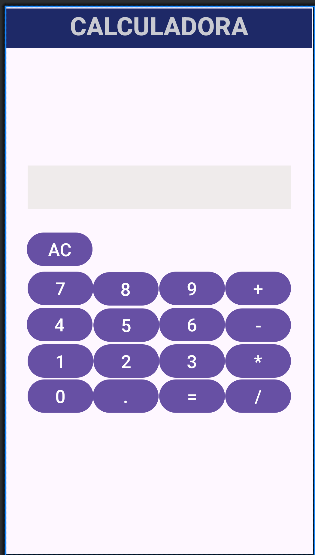 CALCULADORA
AC
7 8 9 +
4 5 6 -
1 2 3 *
0 . = /